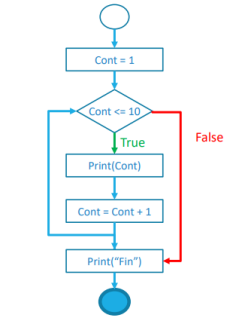 Cont = 1
Cont <= 10
False
True
Print(Cont)
Cont = Cont + 1
Print("Fin")